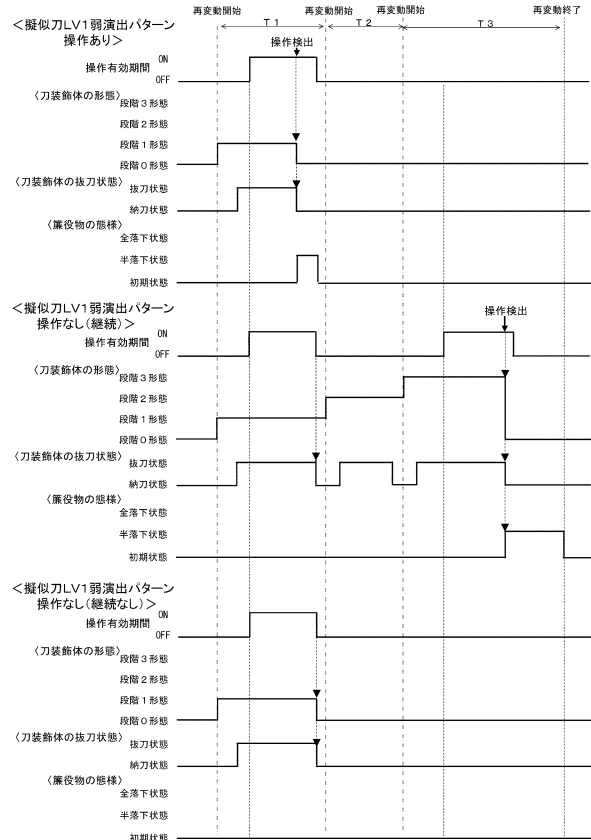 再変動開始 再変動開始 再変動開始 再変動終了
T1 T2 T3
＜擬似刀LV1弱演出パターン
操作あり＞
操作検出
操作有効期間 ON
OFF
〈刀装飾体の形態〉
段階3形態
段階2形態
段階1形態
段階0形態
〈刀装飾体の抜刀状態〉
抜刀状態
納刀状態
〈簾役物の態様〉
全落下状態
半落下状態
初期状態
＜擬似刀LV1弱演出パターン
操作なし（継続）＞
操作検出
操作有効期間 ON
OFF
〈刀装飾体の形態〉
段階3形態
段階2形態
段階1形態
段階0形態
〈刀装飾体の抜刀状態〉
抜刀状態
納刀状態
〈簾役物の態様〉
全落下状態
半落下状態
初期状態
＜擬似刀LV1弱演出パターン
操作なし（継続なし）＞
操作有効期間 ON
OFF
〈刀装飾体の形態〉
段階3形態
段階2形態
段階1形態
段階0形態
〈刀装飾体の抜刀状態〉
抜刀状態
納刀状態
〈簾役物の態様〉
全落下状態
半落下状態
初期状態